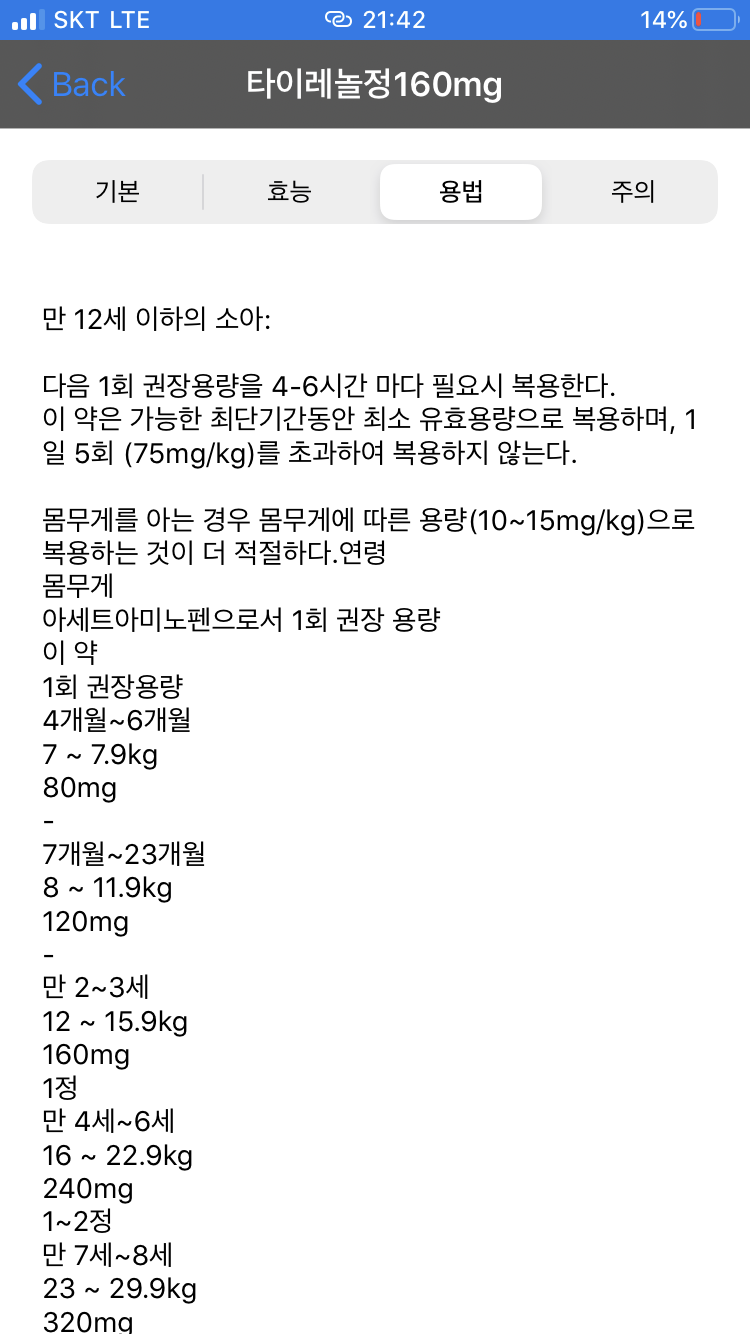 SKT LTE 21:42 14%
Back 타이레놀정160mg
기본 효능 용법 주의
만 12세 이하의 소아:
다음 1회 권장용량을 4-6시간 마다 필요시 복용한다.
이 약은 가능한 최단기간동안 최소 유효용량으로 복용하며, 1
일 5회 (75mg/kg)를 초과하여 복용하지 않는다.
몸무게를 아는 경우 몸무게에 따른 용량(10~15mg/kg)으로
복용하는 것이 더 적절하다.연령
몸무게
아세트아미노펜으로서 1회 권장 용량
이 약
1회 권장용량
4개월~6개월
7 ~ 7.9kg
80mg
-
7개월~23개월
8 ~ 11.9kg
120mg
-
만 2~3세
12 ~ 15.9kg
160mg
1정
만 4세~6세
16 ~ 22.9kg
240mg
1~2정
만 7세~8세
23 ~ 29.9kg
320mg